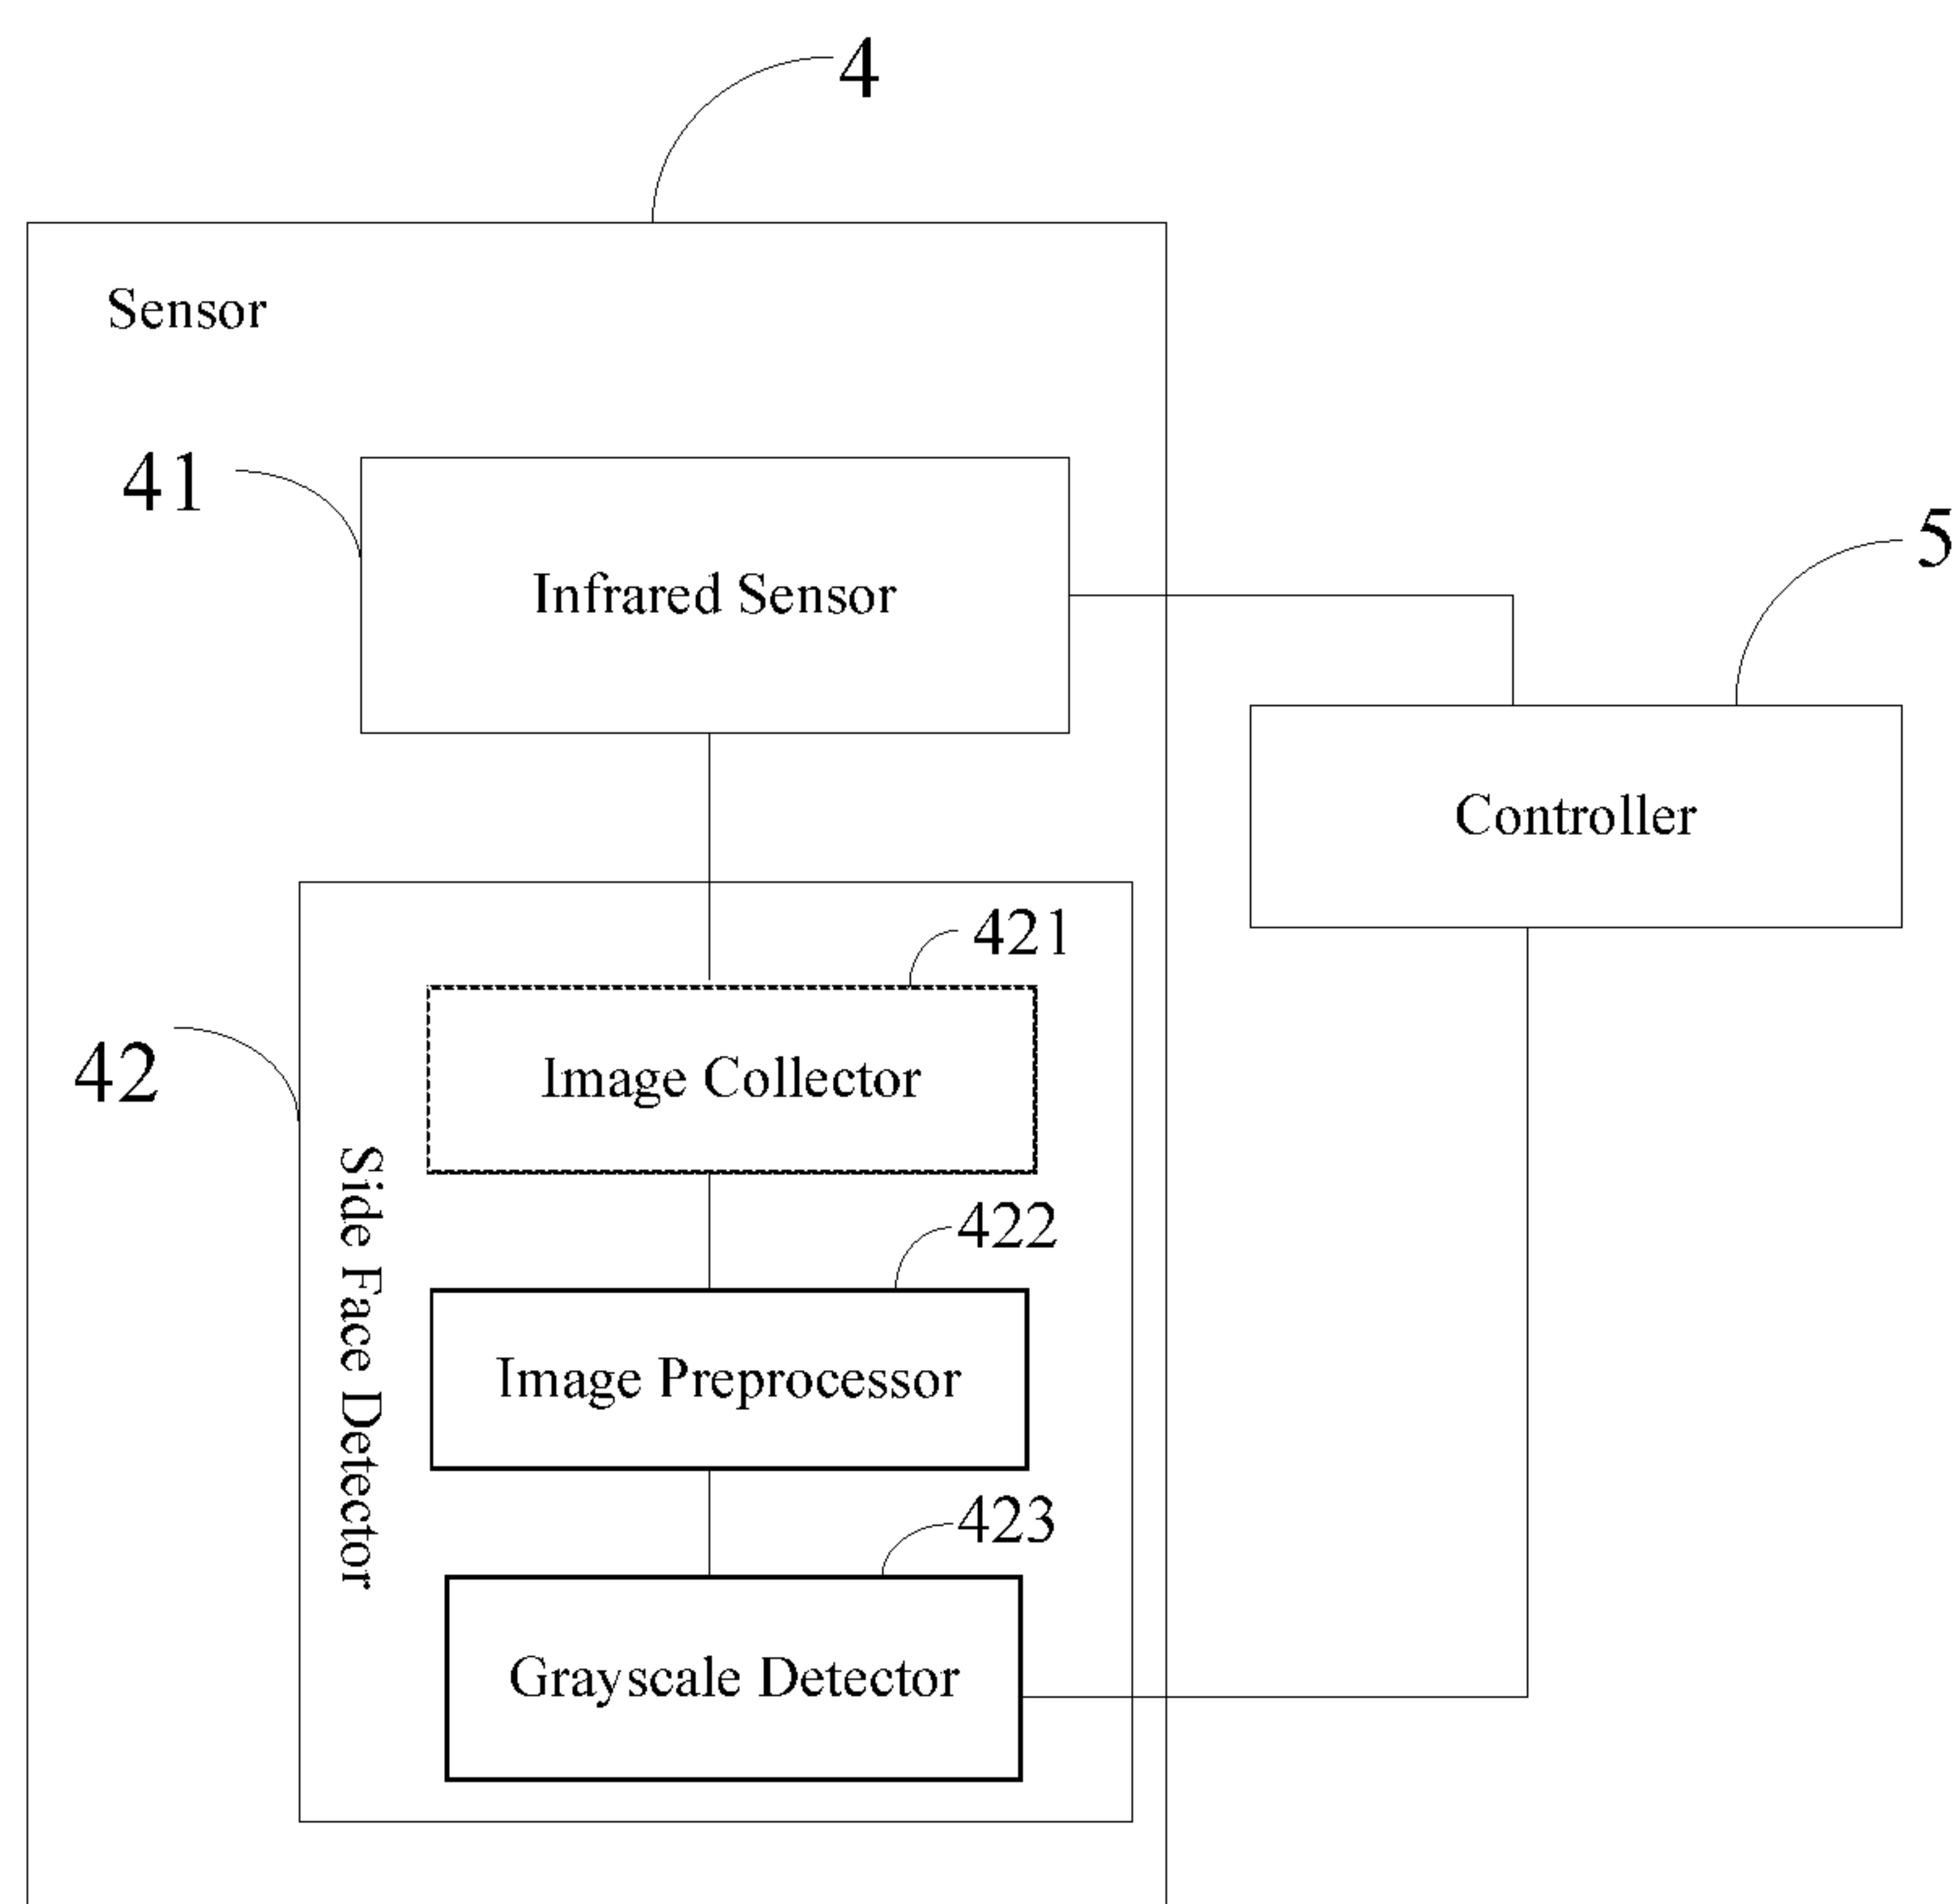 4
Sensor
41
Infrared Sensor
5
Controller
421
Image Collector
42
Side Face Detector
422
Image Preprocessor
423
Grayscale Detector